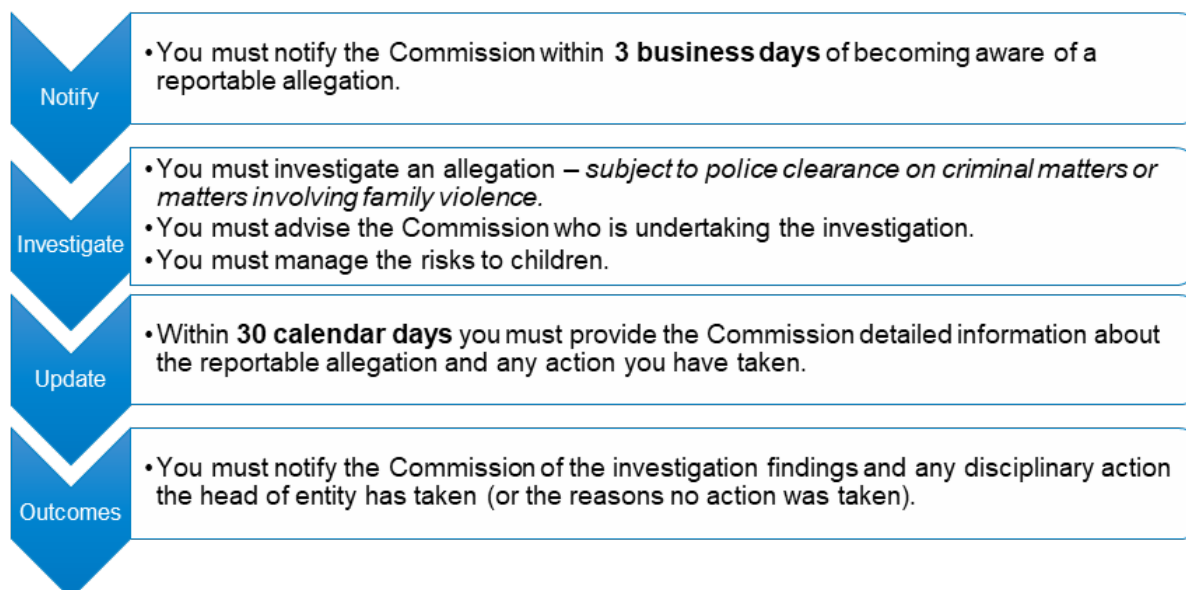 Notify
• You must notify the Commission within 3 business days of becoming aware of a
reportable allegation.
Investigate
• You must investigate an allegation – subject to police clearance on criminal matters or
matters involving family violence.
• You must advise the Commission who is undertaking the investigation.
• You must manage the risks to children.
Update
• Within 30 calendar days you must provide the Commission detailed information about
the reportable allegation and any action you have taken.
Outcomes
• You must notify the Commission of the investigation findings and any disciplinary action
the head of entity has taken (or the reasons no action was taken).